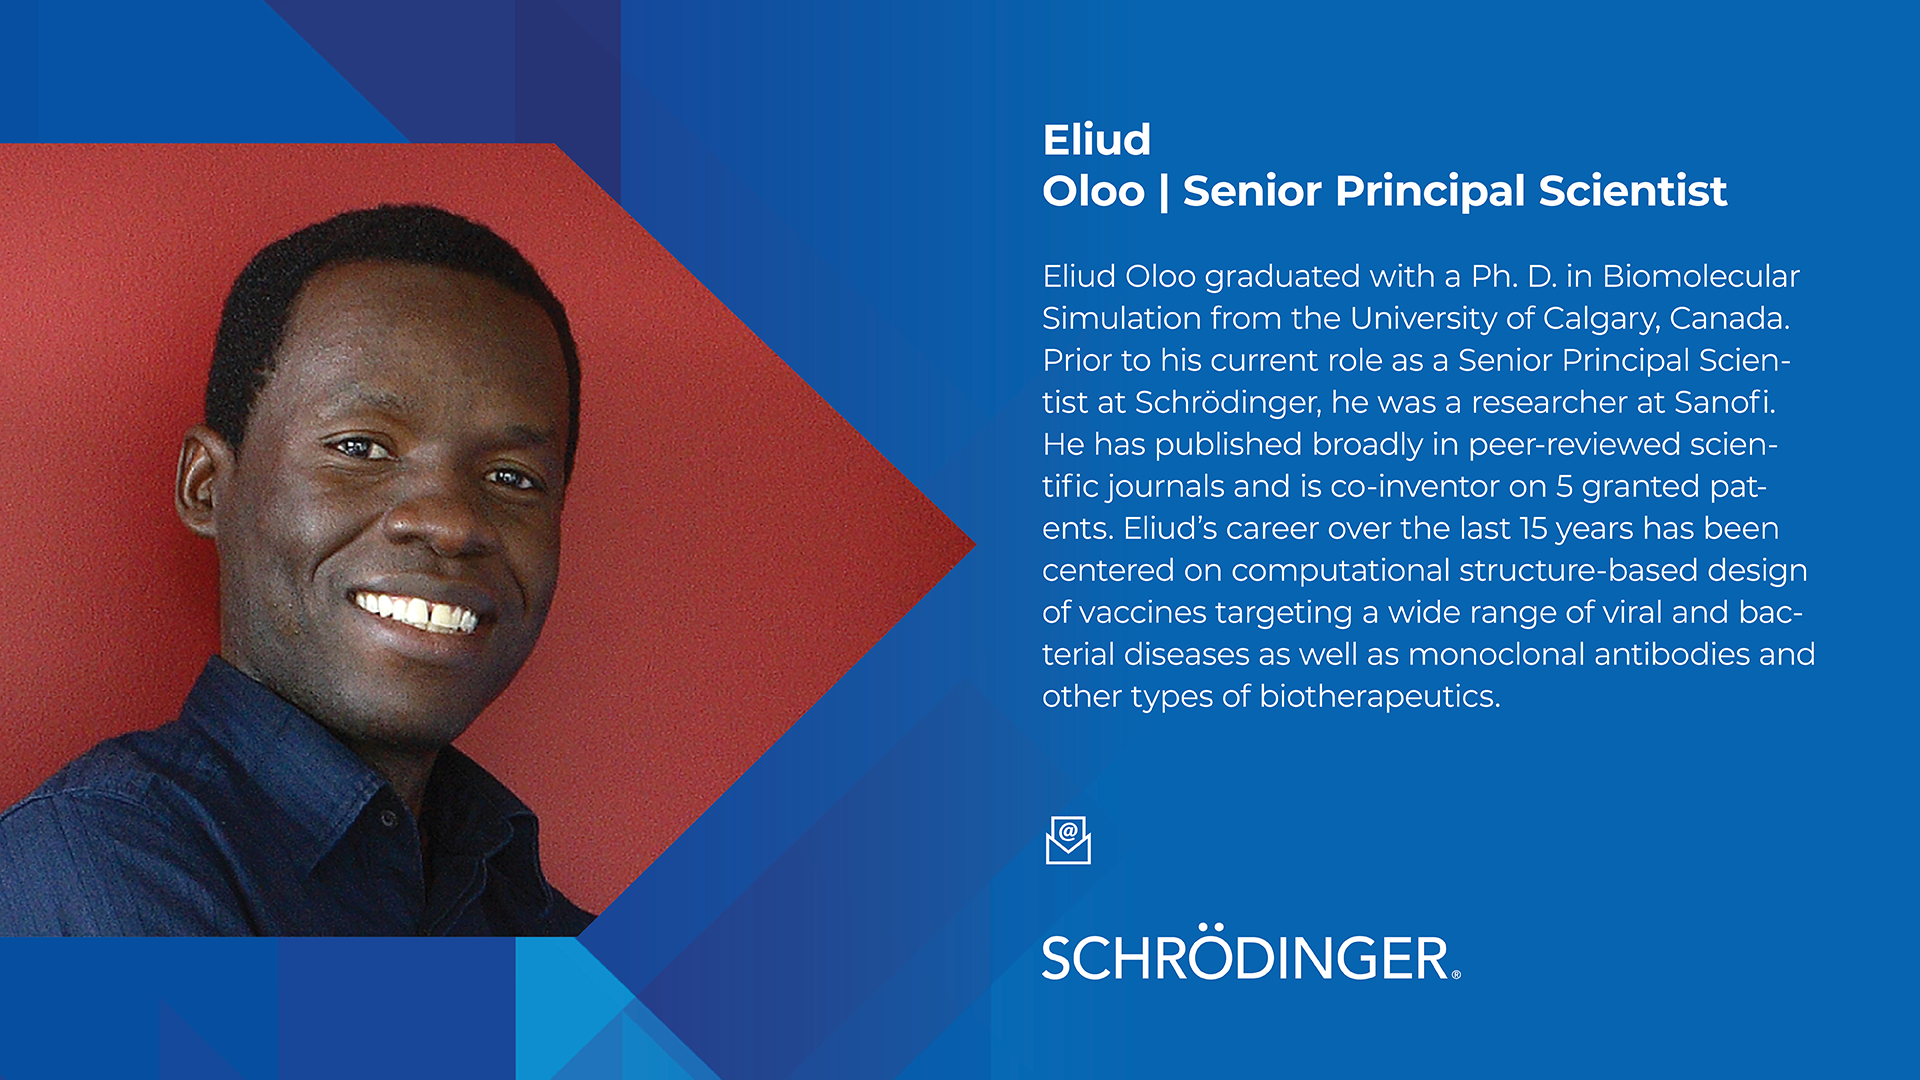 Eliud
Oloo | Senior Principal Scientist
Eliud Oloo graduated with a Ph. D. in Biomolecular
Simulation from the University of Calgary, Canada.
Prior to his current role as a Senior Principal Scien-
tist at Schrödinger, he was a researcher at Sanofi.
He has published broadly in peer-reviewed scien-
tific journals and is co-inventor on 5 granted pat-
ents. Eliud’s career over the last 15 years has been
centered on computational structure-based design
of vaccines targeting a wide range of viral and bac-
terial diseases as well as monoclonal antibodies and
other types of biotherapeutics.
@
SCHRÖDINGER®